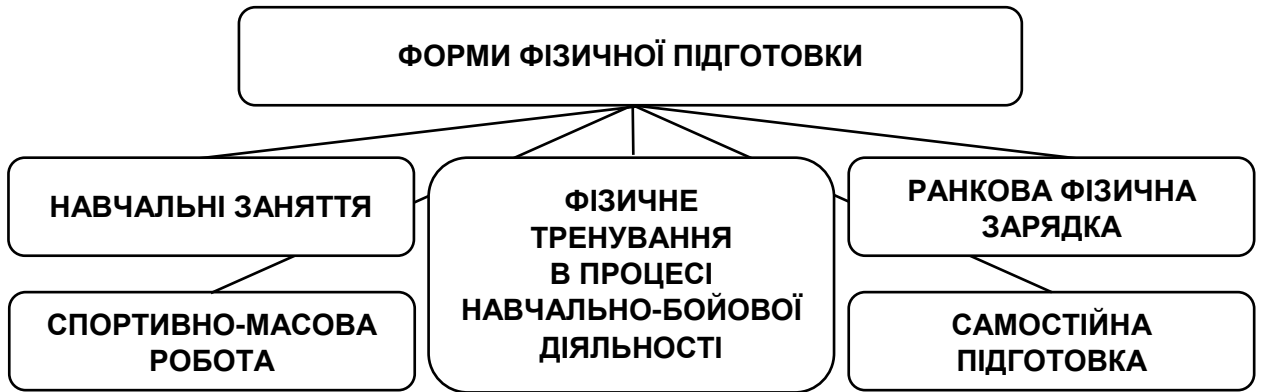 ФОРМИ ФІЗИЧНОЇ ПІДГОТОВКИ
НАВЧАЛЬНІ ЗАНЯТТЯ
ФІЗИЧНЕ
ТРЕНУВАННЯ
В ПРОЦЕСІ
НАВЧАЛЬНО-БОЙОВОЇ
ДІЯЛЬНОСТІ
РАНКОВА ФІЗИЧНА
ЗАРЯДКА
СПОРТИВНО-МАСОВА
РОБОТА
САМОСТІЙНА
ПІДГОТОВКА